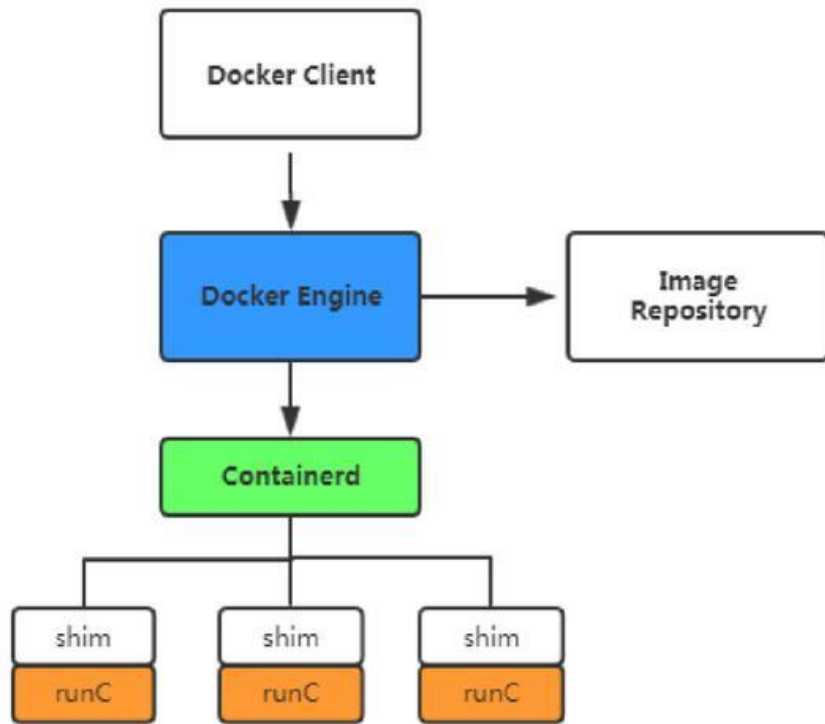 Docker Client
Docker Engine
Image
Repository
Containerd
shim
shim
shim
runC
runC
runC